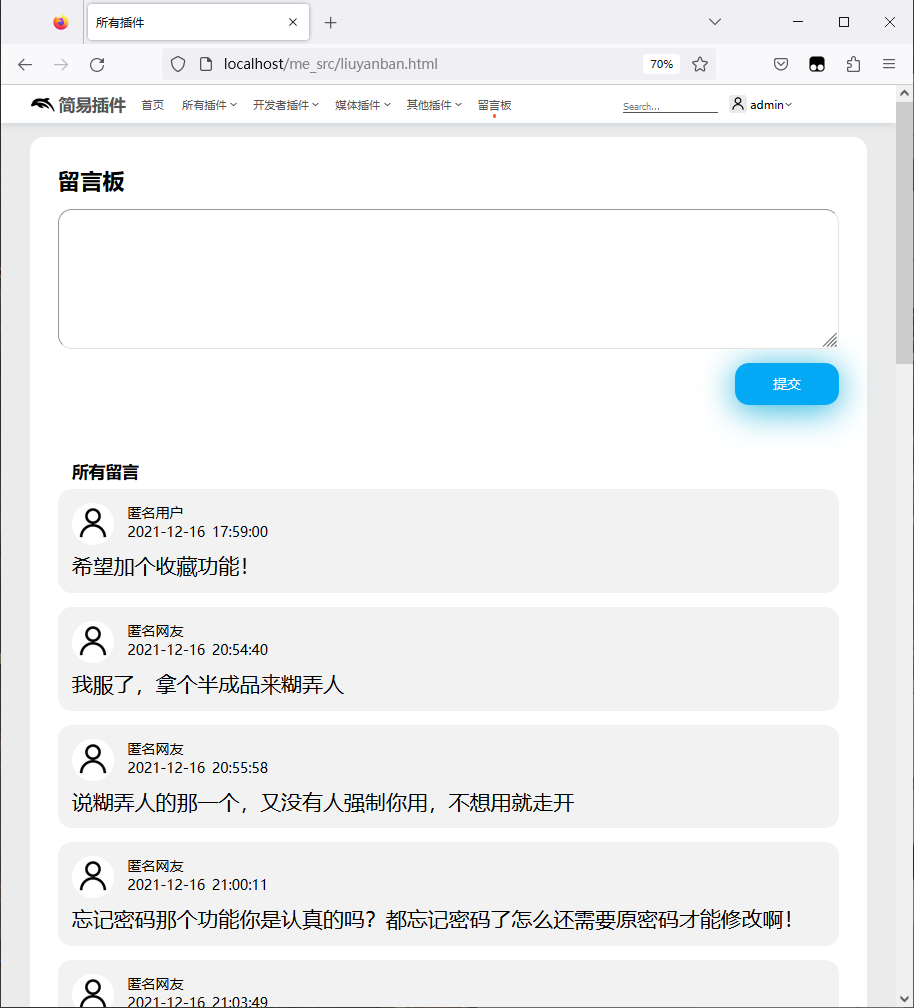 所有插件
localhost/me_src/liuyanban.html
70%
简易插件
首页
所有插件
开发者插件
媒体插件
其他插件
留言板
Search...
admin
留言板
提交
所有留言
匿名用户
2021-12-16 17:59:00
希望加个收藏功能!
匿名网友
2021-12-16 20:54:40
我服了，拿个半成品来糊弄人
匿名网友
2021-12-16 20:55:58
说糊弄人的那一个，又没有人强制你用，不想用就走开
匿名网友
2021-12-16 21:00:11
忘记密码那个功能你是认真的吗？都忘记密码了怎么还需要原密码才能修改啊！
匿名网友
2021-12-16 21:03:49